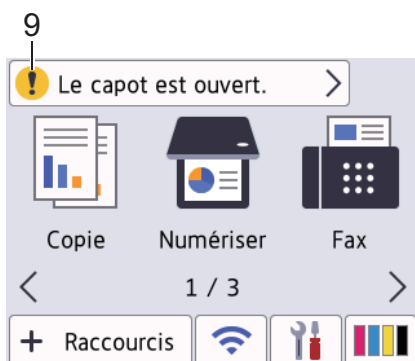 9
Le capot est ouvert.
Copie Numériser Fax
1 / 3
+ Raccourcis